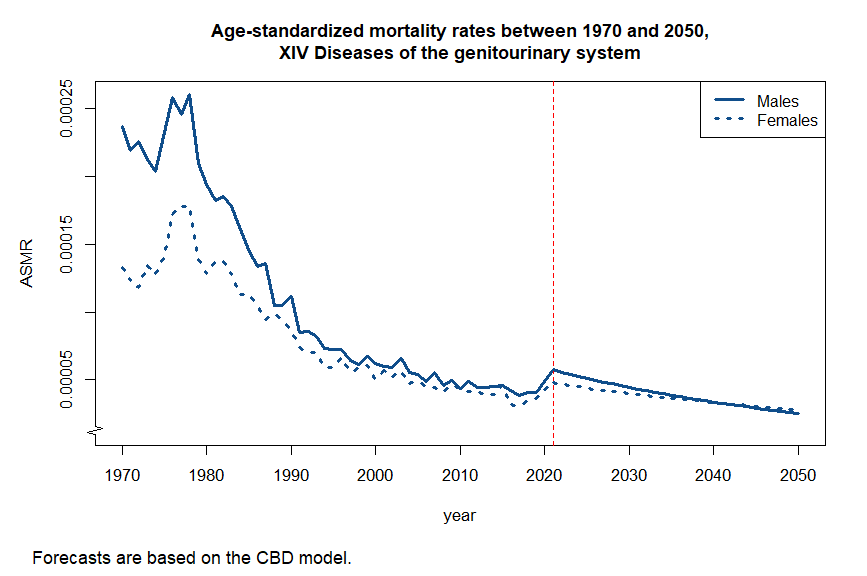 Age-standardized mortality rates between 1970 and 2050,
XIV Diseases of the genitourinary system
Males
Females
0.00025
0.00015
0.00005
ASMR
1970 1980 1990 2000 2010 2020 2030 2040 2050
year
Forecasts are based on the CBD model.